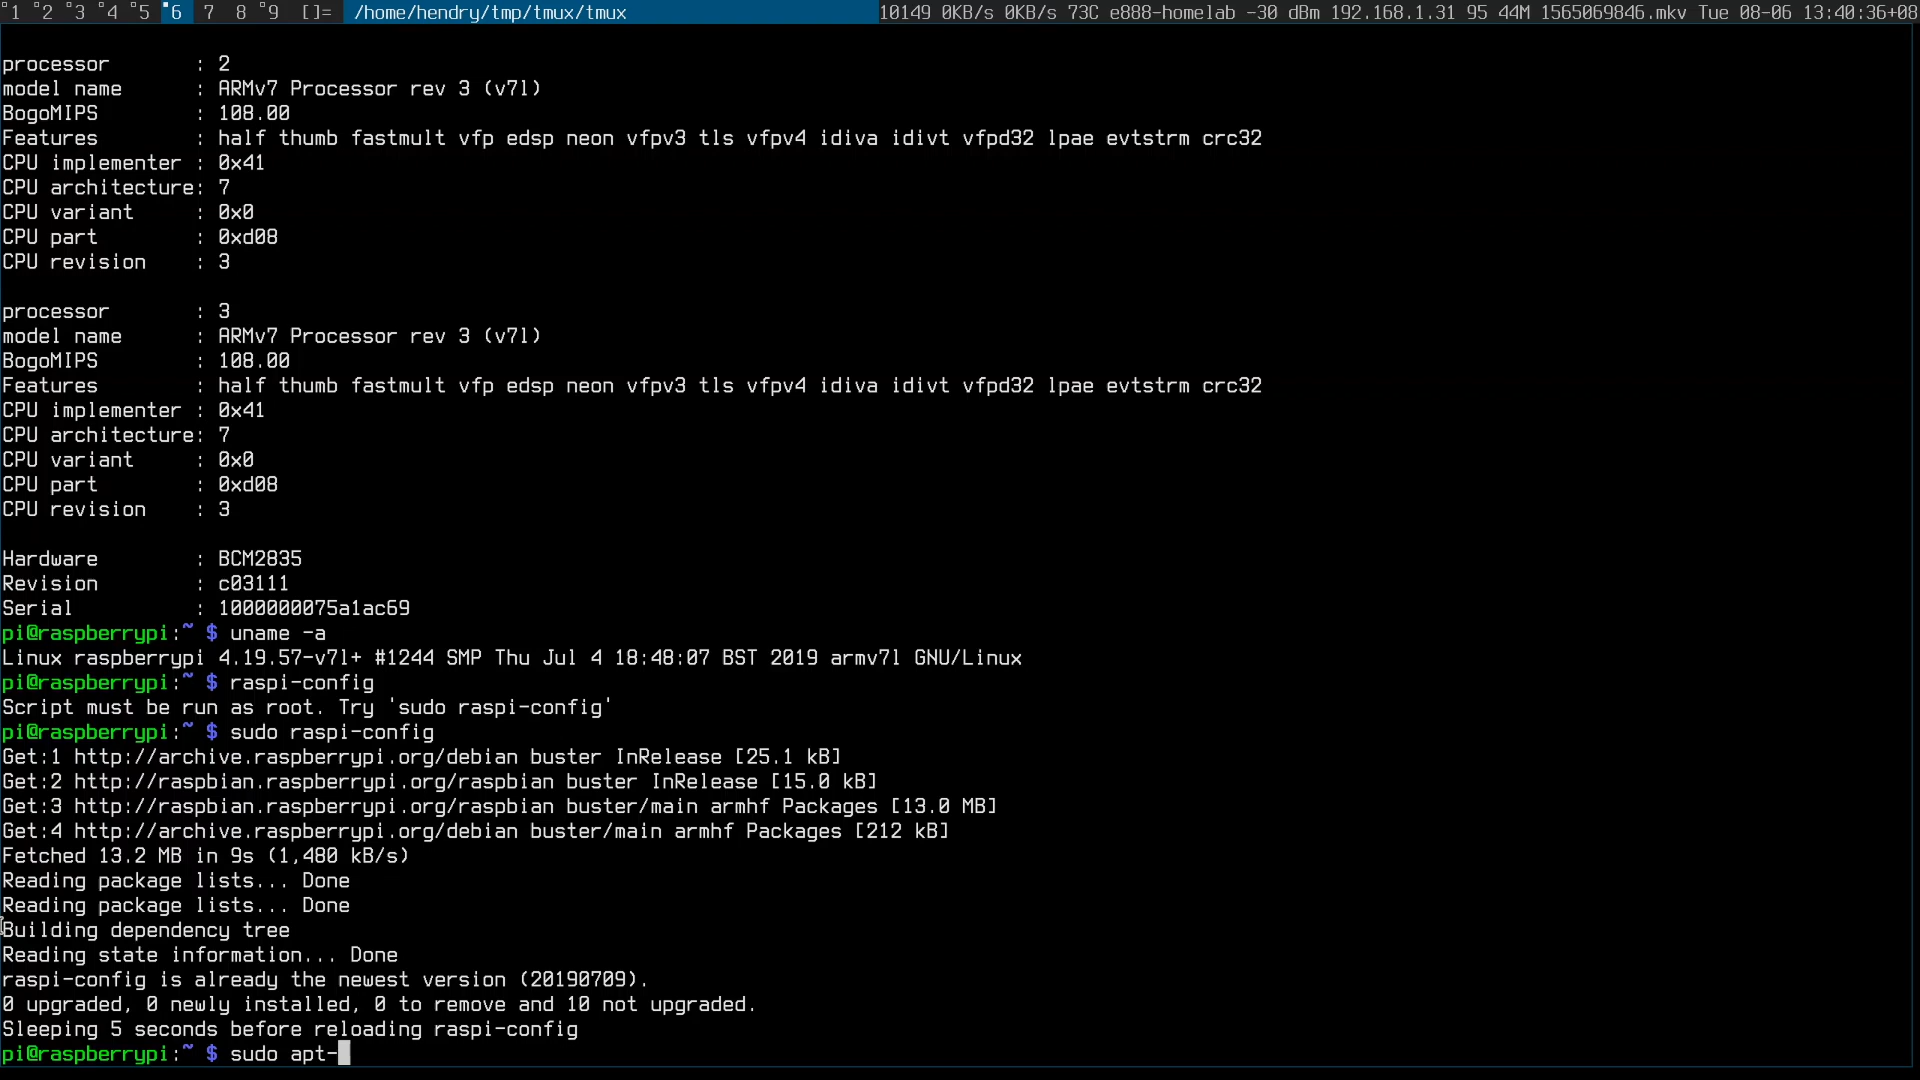 1 2 3 4 5 6 7 8 9 []= /home/hendry/tmp/tmux/tmux 10149 0KB/s 0KB/s 73C e888-homelab -30 dBm 192.168.1.31 95 44M 1565069846.mkv Tue 08-06 13:40:36+08
processor : 2
model name : ARMv7 Processor rev 3 (v7l)
BogoMIPS : 108.00
Features : half thumb fastmult vfp edsp neon vfpv3 tls vfpv4 idiva idivt vfpd32 lpae evtstrm crc32
CPU implementer : 0x41
CPU architecture: 7
CPU variant : 0x0
CPU part : 0xd08
CPU revision : 3
processor : 3
model name : ARMv7 Processor rev 3 (v7l)
BogoMIPS : 108.00
Features : half thumb fastmult vfp edsp neon vfpv3 tls vfpv4 idiva idivt vfpd32 lpae evtstrm crc32
CPU implementer : 0x41
CPU architecture: 7
CPU variant : 0x0
CPU part : 0xd08
CPU revision : 3
Hardware : BCM2835
Revision : c03111
Serial : 1000000075a1ac69
pi@raspberrypi:~ $ uname -a
Linux raspberrypi 4.19.57-v7l+ #1244 SMP Thu Jul 4 18:48:07 BST 2019 armv7l GNU/Linux
pi@raspberrypi:~ $ raspi-config
Script must be run as root. Try 'sudo raspi-config'
pi@raspberrypi:~ $ sudo raspi-config
Get:1 http://archive.raspberrypi.org/debian buster InRelease [25.1 kB]
Get:2 http://raspbian.raspberrypi.org/raspbian buster InRelease [15.0 kB]
Get:3 http://raspbian.raspberrypi.org/raspbian buster/main armhf Packages [13.0 MB]
Get:4 http://archive.raspberrypi.org/debian buster/main armhf Packages [212 kB]
Fetched 13.2 MB in 9s (1,480 kB/s)
Reading package lists... Done
Reading package lists... Done
Building dependency tree
Reading state information... Done
raspi-config is already the newest version (20190709).
0 upgraded, 0 newly installed, 0 to remove and 10 not upgraded.
Sleeping 5 seconds before reloading raspi-config
pi@raspberrypi:~ $ sudo apt-